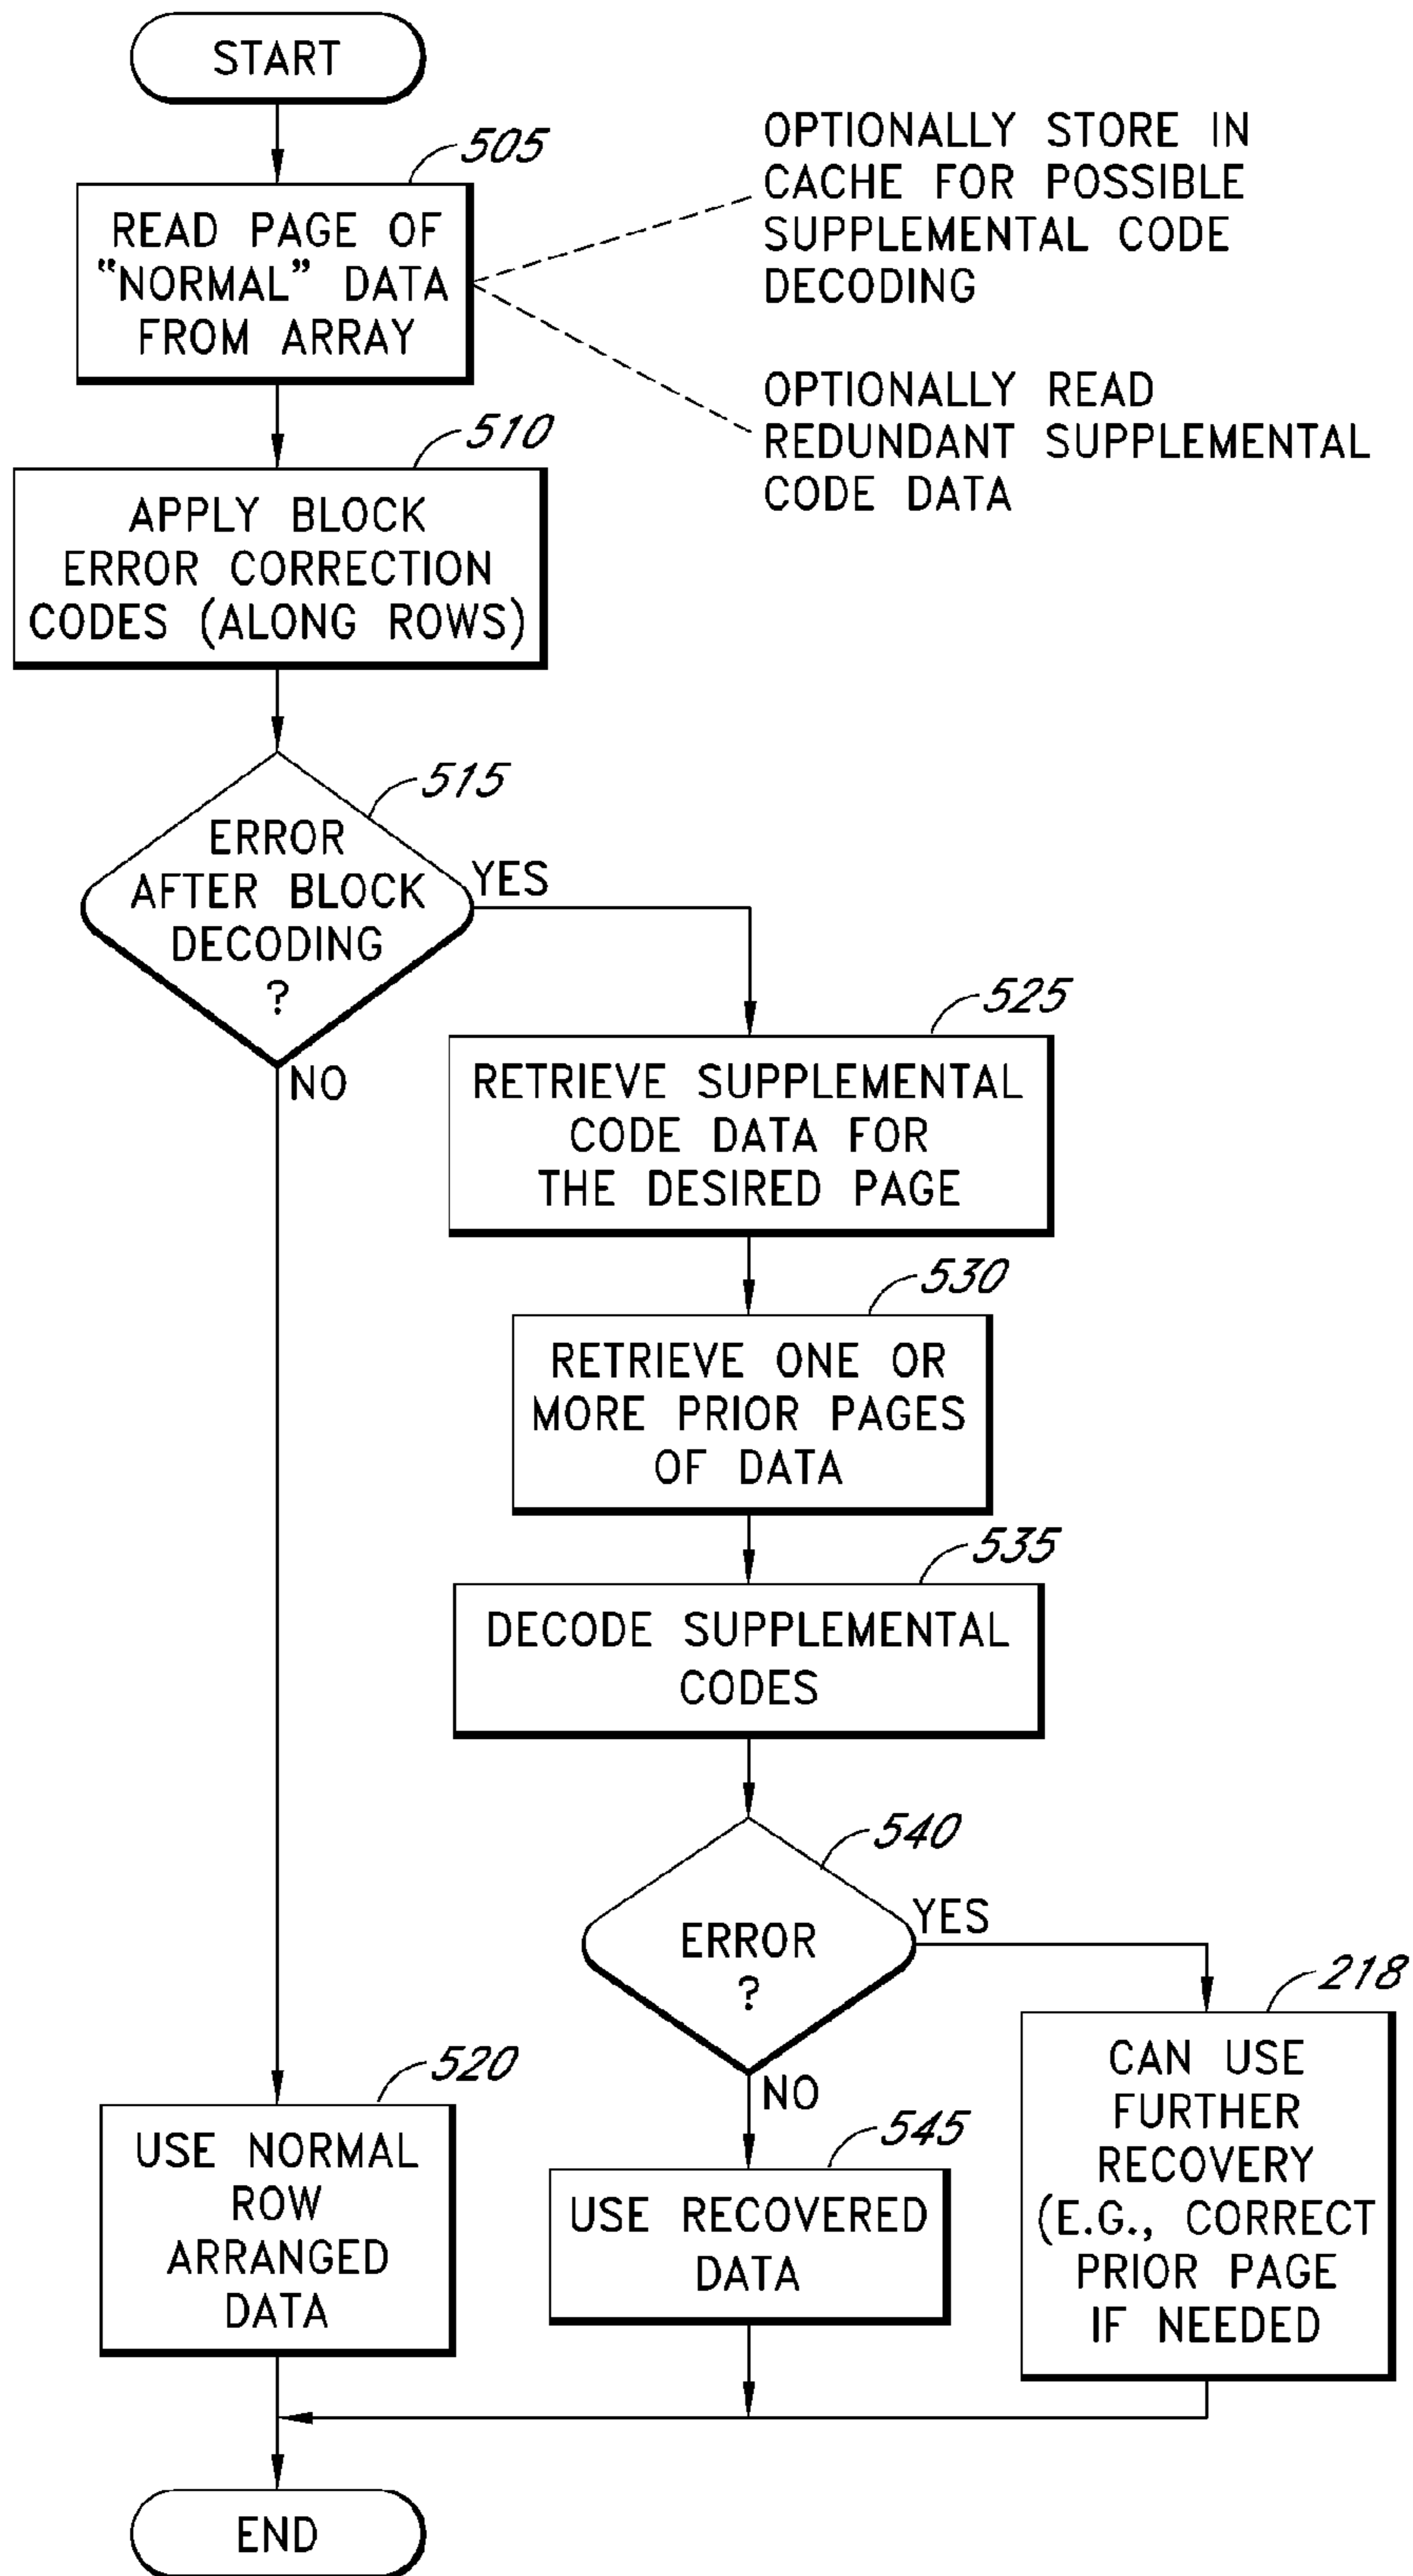 START
505
READ PAGE OF
“NORMAL” DATA
FROM ARRAY
OPTIONALLY STORE IN
CACHE FOR POSSIBLE
SUPPLEMENTAL CODE
DECODING
OPTIONALLY READ
REDUNDANT SUPPLEMENTAL
CODE DATA
510
APPLY BLOCK
ERROR CORRECTION
CODES (ALONG ROWS)
515
ERROR
AFTER BLOCK
DECODING
?
YES
NO
525
RETRIEVE SUPPLEMENTAL
CODE DATA FOR
THE DESIRED PAGE
530
RETRIEVE ONE OR
MORE PRIOR PAGES
OF DATA
535
DECODE SUPPLEMENTAL
CODES
540
ERROR
?
YES
NO
218
CAN USE
FURTHER
RECOVERY
(E.G., CORRECT
PRIOR PAGE
IF NEEDED
520
USE NORMAL
ROW
ARRANGED
DATA
545
USE RECOVERED
DATA
END